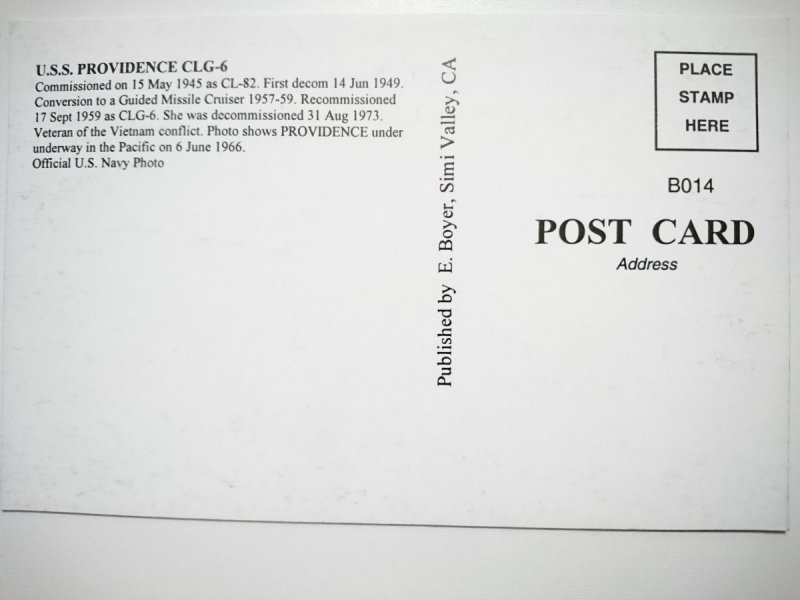 U.S.S. PROVIDENCE CLG-6
Commissioned on 15 May 1945 as CL-82. First decom 14 Jun 1949.
Conversion to a Guided Missile Cruiser 1957-59. Recommissioned
17 Sept 1959 as CLG-6. She was decommissioned 31 Aug 1973.
Veteran of the Vietnam conflict. Photo shows PROVIDENCE under
underway in the Pacific on 6 June 1966.
Official U.S. Navy Photo
Published by E. Boyer, Simi Valley, CA
PLACE
STAMP
HERE
B014
POST CARD
Address